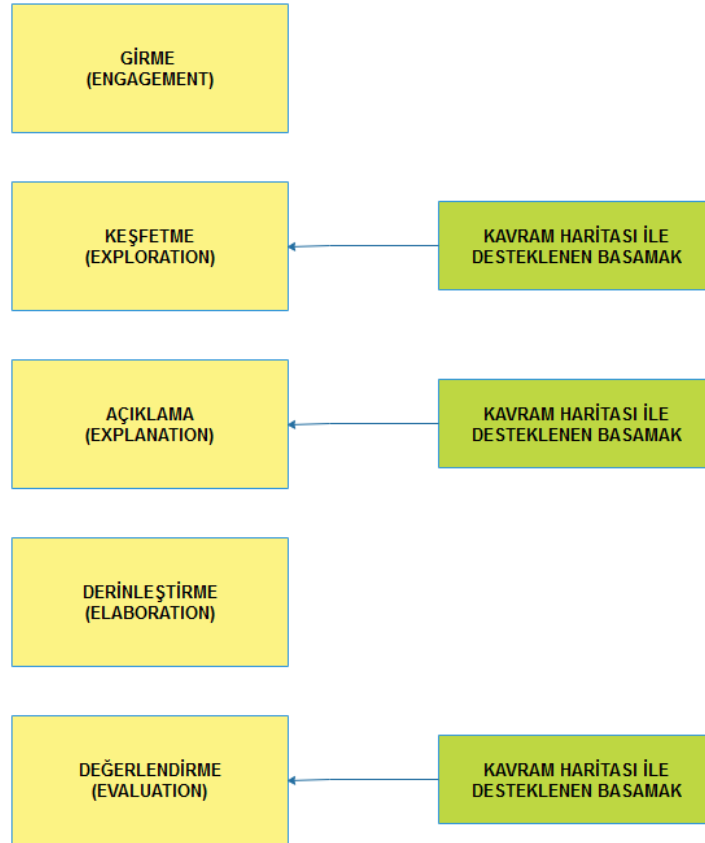 GİRME
(ENGAGEMENT)
KEŞFETME
(EXPLORATION)
KAVRAM HARİTASI İLE
DESTEKLENEN BASAMAK
AÇIKLAMA
(EXPLANATION)
KAVRAM HARİTASI İLE
DESTEKLENEN BASAMAK
DERİNLEŞTİRME
(ELABORATION)
DEĞERLENDİRME
(EVALUATION)
KAVRAM HARİTASI İLE
DESTEKLENEN BASAMAK